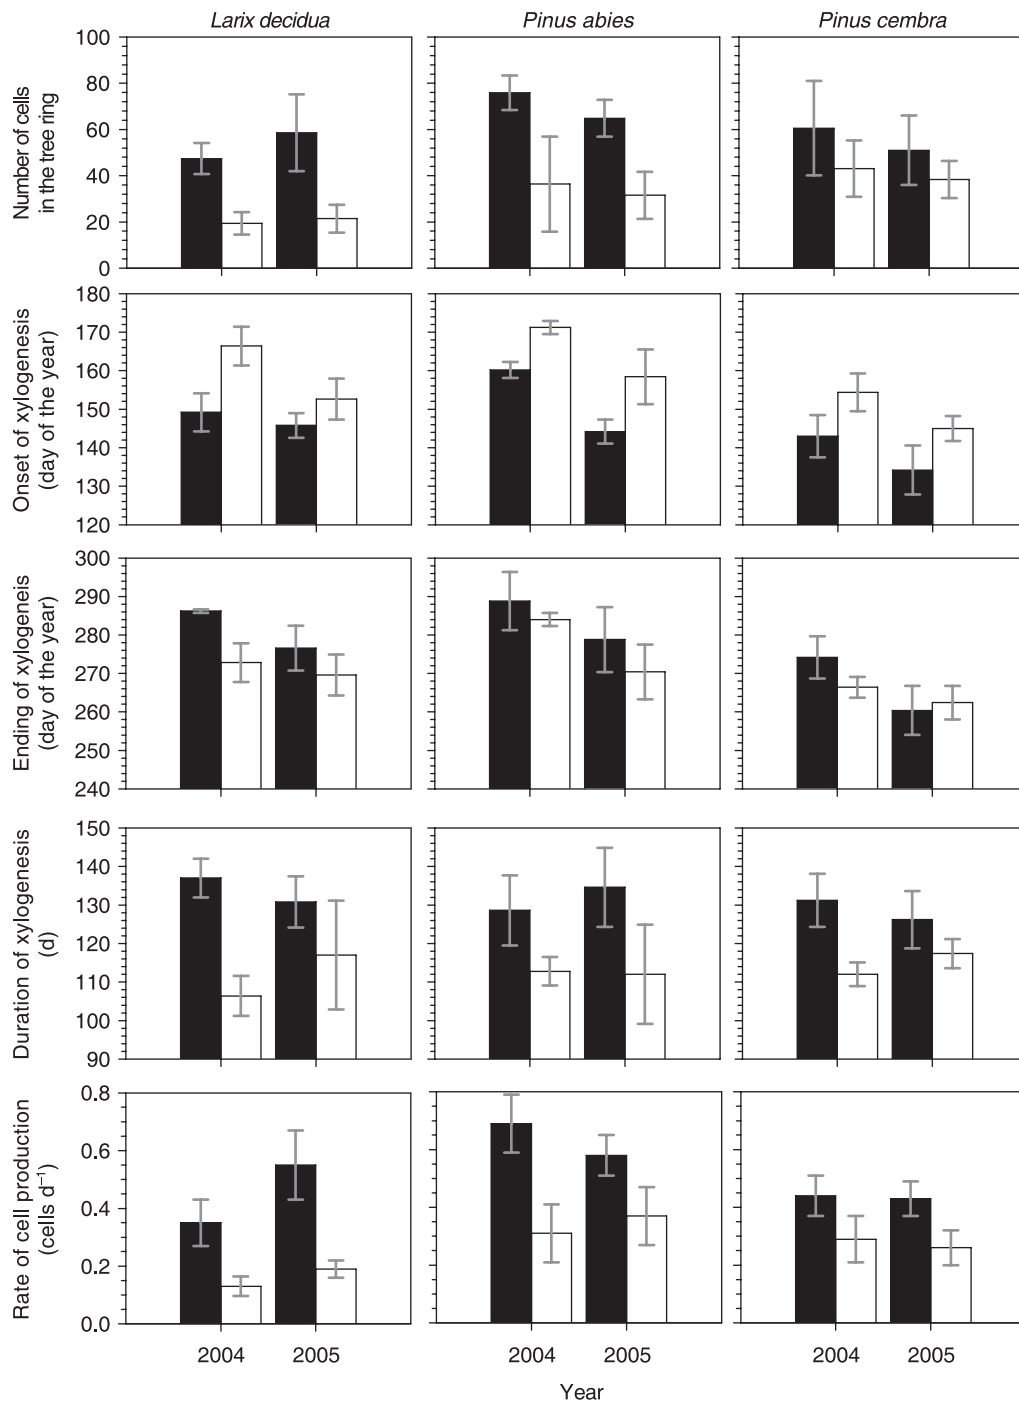 Larix decidua Pinus abies Pinus cembra
Number of cells
in the tree ring
100
80
60
40
20
0
Onset of xylogenesis
(day of the year)
180
170
160
150
140
130
120
Ending of xylogeneis
(day of the year)
300
290
280
270
260
250
240
Duration of xylogenesis
(d)
150
140
130
120
110
100
90
Rate of cell production
(cells d⁻¹)
0.8
0.6
0.4
0.2
0.0
2004 2005 2004 2005 2004 2005
Year